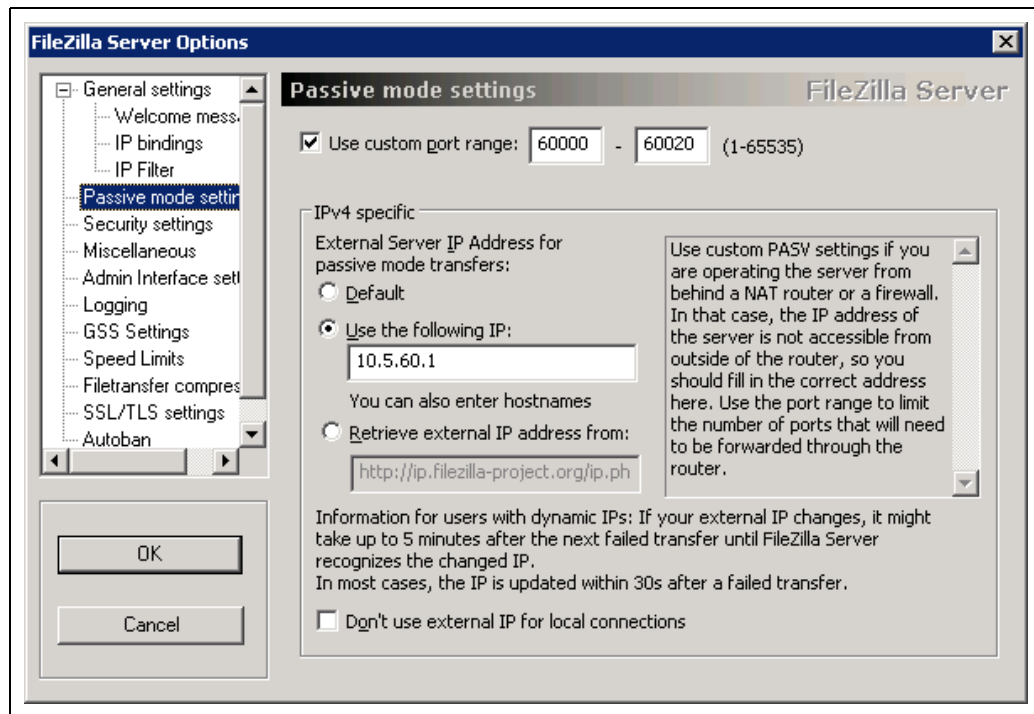 FileZilla Server Options
General settings
Welcome messa
IP bindings
IP Filter
Passive mode settin
Security settings
Miscellaneous
Admin Interface sett
Logging
GSS Settings
Speed Limits
Filetransfer compres
SSL/TLS settings
Autoban
OK
Cancel
Passive mode settings
FileZilla Server
Use custom port range: 60000 - 60020 (1-65535)
IPv4 specific
External Server IP Address for
passive mode transfers:
Default
Use the following IP:
10.5.60.1
You can also enter hostnames
Retrieve external IP address from:
http://ip.filezilla-project.org/ip.ph
Use custom PASV settings if you
are operating the server from
behind a NAT router or a firewall.
In that case, the IP address of
the server is not accessible from
outside of the router, so you
should fill in the correct address
here. Use the port range to limit
the number of ports that will need
to be forwarded through the
router.
Information for users with dynamic IPs: If your external IP changes, it might
take up to 5 minutes after the next failed transfer until FileZilla Server
recognizes the changed IP.
In most cases, the IP is updated within 30s after a failed transfer.
Don't use external IP for local connections